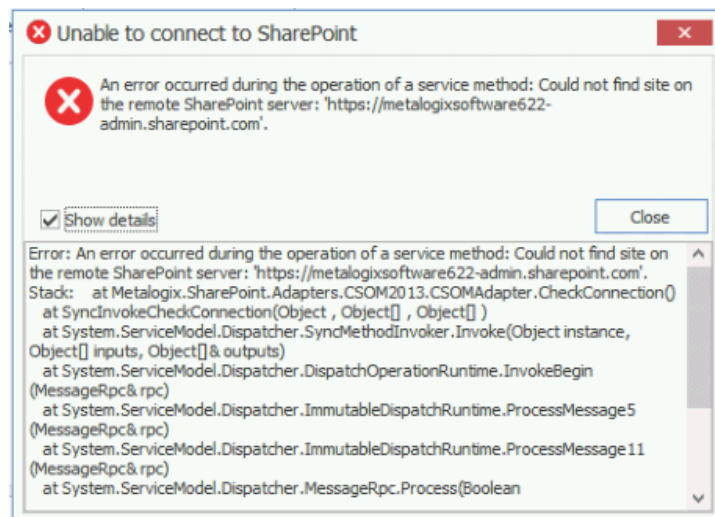 Unable to connect to SharePoint
An error occurred during the operation of a service method: Could not find site on
the remote SharePoint server: 'https://metalogixsoftware622-
admin.sharepoint.com'.
Show details
Close
Error: An error occurred during the operation of a service method: Could not find site on
the remote SharePoint server: 'https://metalogixsoftware622-admin.sharepoint.com'.
Stack: at Metalogix.SharePoint.Adapters.CSOM2013.CSOMAdapter.CheckConnection()
at SyncInvokeCheckConnection(Object , Object[] , Object[] )
at System.ServiceModel.Dispatcher.SyncMethodInvoker.Invoke(Object instance,
Object[] inputs, Object[]& outputs)
at System.ServiceModel.Dispatcher.DispatchOperationRuntime.InvokeBegin
(MessageRpc& rpc)
at System.ServiceModel.Dispatcher.ImmutableDispatchRuntime.ProcessMessage5
(MessageRpc& rpc)
at System.ServiceModel.Dispatcher.ImmutableDispatchRuntime.ProcessMessage11
(MessageRpc& rpc)
at System.ServiceModel.Dispatcher.MessageRpc.Process(Boolean